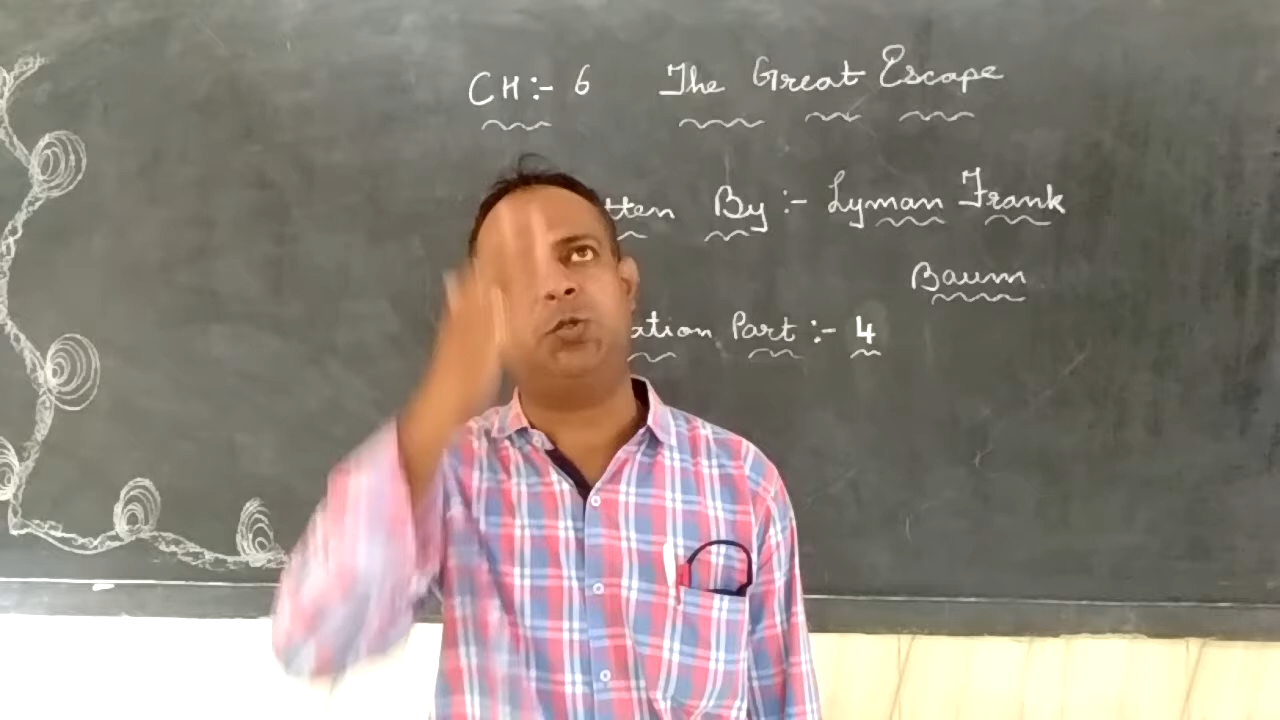 CH:- 6 The Great Escape
tten By:- Lyman Frank
Baum
ation Part:- 4